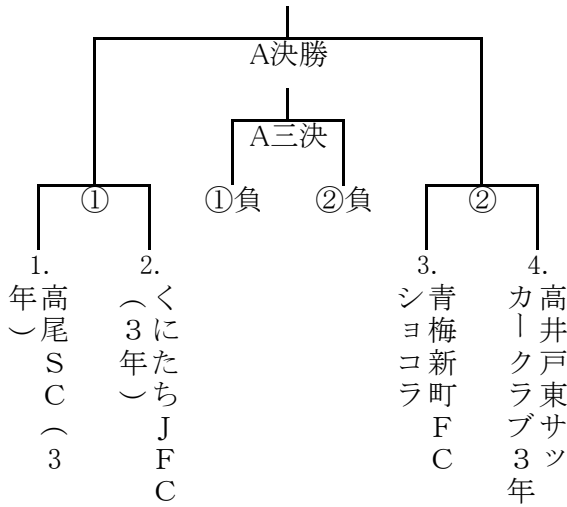 A決勝
A三決
①
①負
②負
②
1.
2.
3.
4.
高尾ＳＣ（３
年）
くにたちＪＦＣ
（３年）
青梅新町ＦＣ
ショコラ
高井戸東サッ
カークラブ３年